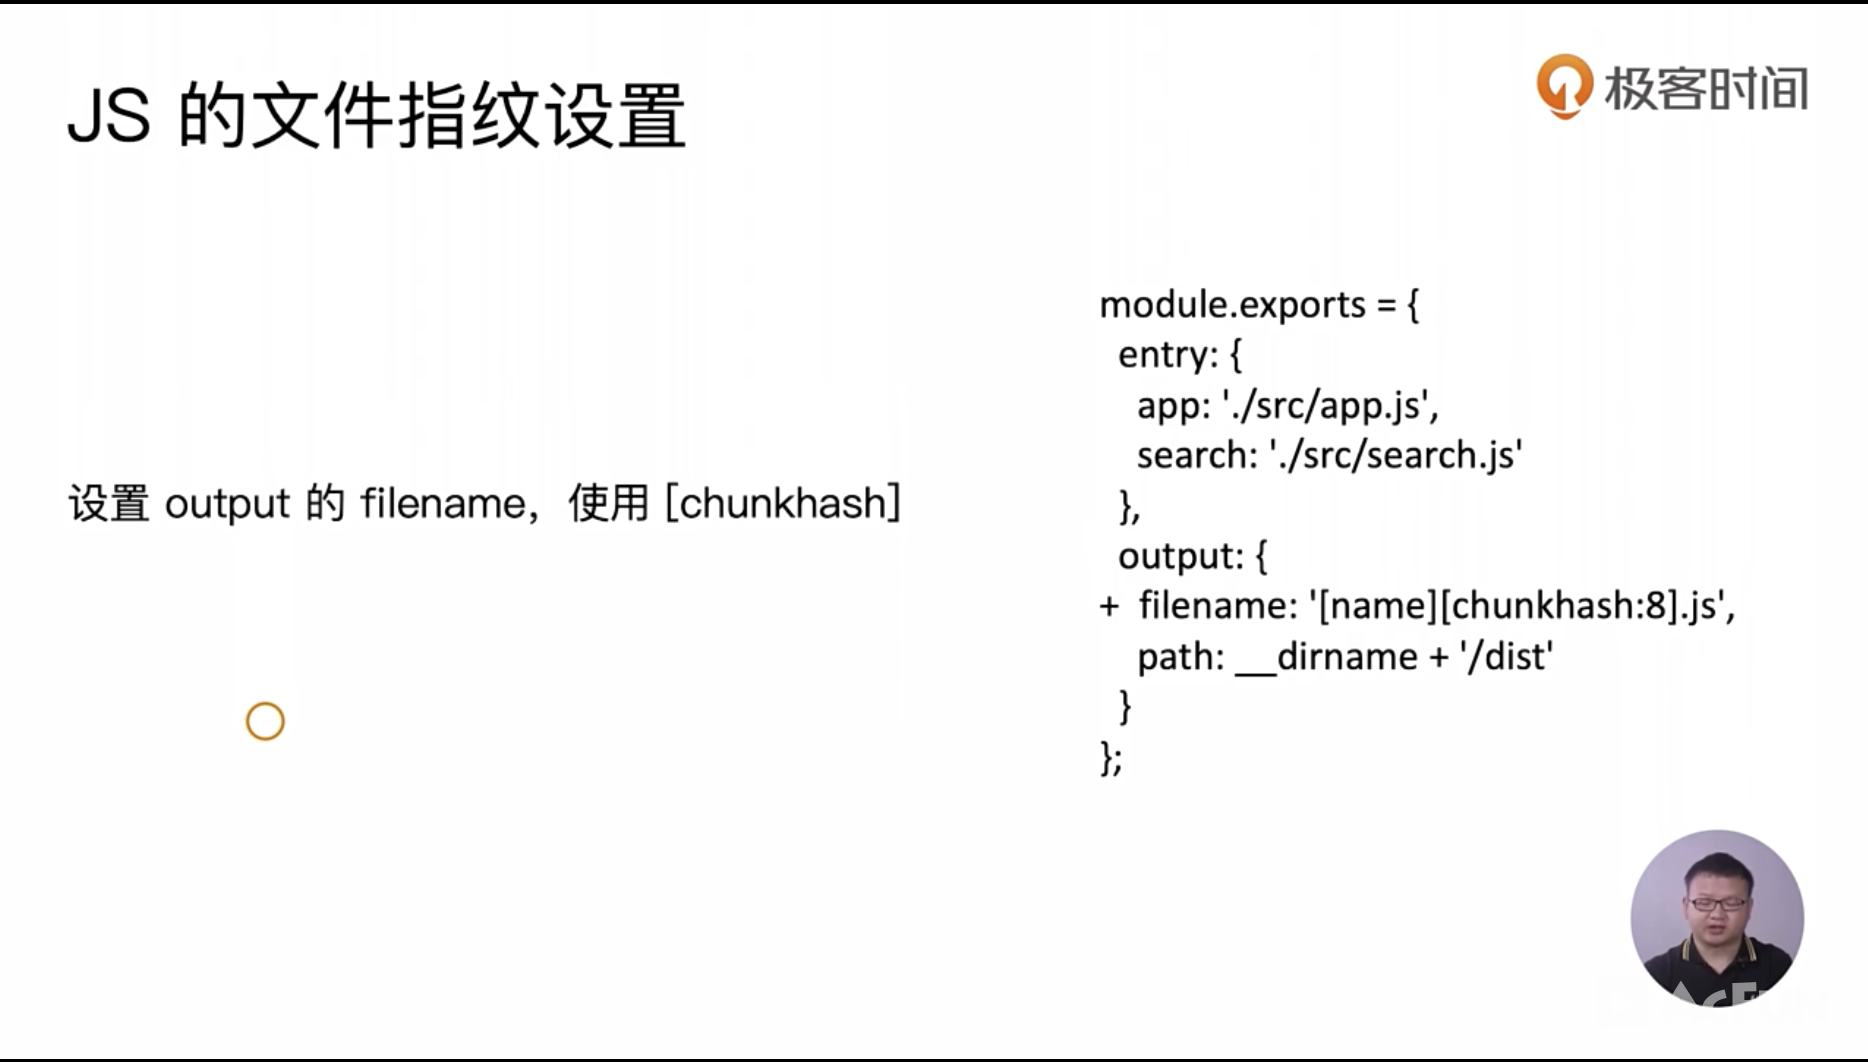 JS 的文件指纹设置
极客时间
设置 output 的 filename，使用 [chunkhash]
module.exports = {
entry: {
app: './src/app.js',
search: './src/search.js'
},
output: {
+ filename: '[name][chunkhash:8].js',
path: __dirname + '/dist'
}
};